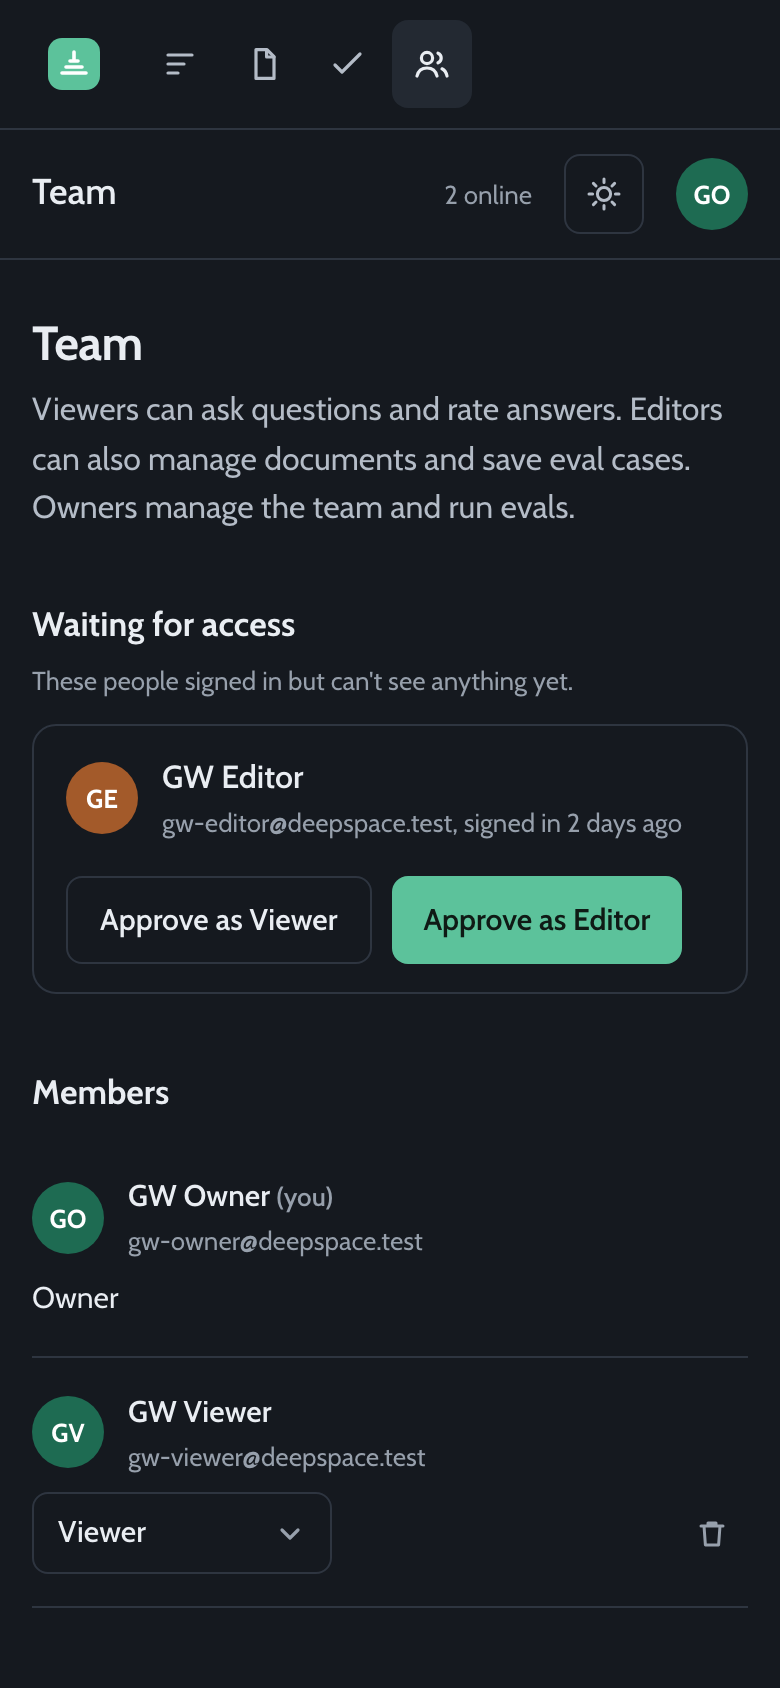 Team
2 online
GO
Team
Viewers can ask questions and rate answers. Editors
can also manage documents and save eval cases.
Owners manage the team and run evals.
Waiting for access
These people signed in but can't see anything yet.
GE
GW Editor
gw-editor@deepspace.test, signed in 2 days ago
Approve as Viewer
Approve as Editor
Members
GO
GW Owner (you)
gw-owner@deepspace.test
Owner
GV
GW Viewer
gw-viewer@deepspace.test
Viewer